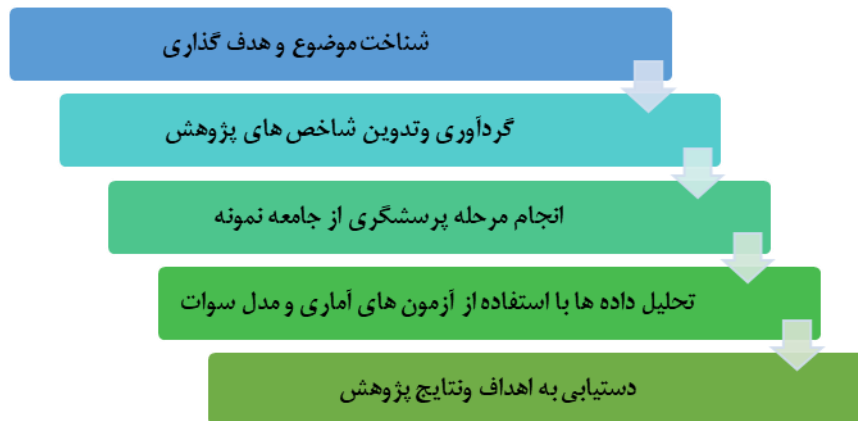 شناخت موضوع و هدف گذاری
گردآوری وتدوین شاخص های پژوهش
انجام مرحله پرسشگری از جامعه نمونه
تحلیل داده ها با استفاده از آزمون های آماری و مدل سوات
دستیابی به اهداف ونتایج پژوهش